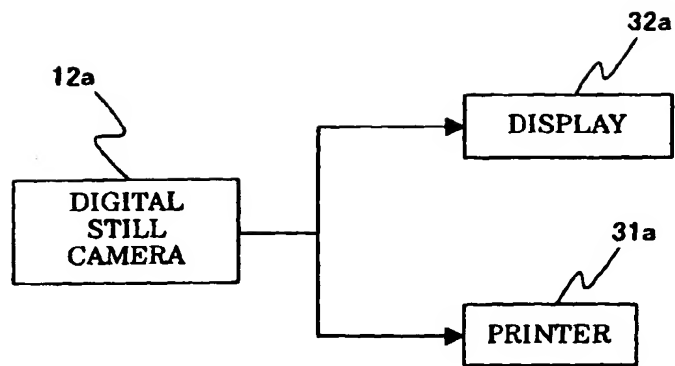 32a
12a
DISPLAY
DIGITAL
STILL
CAMERA
31a
PRINTER